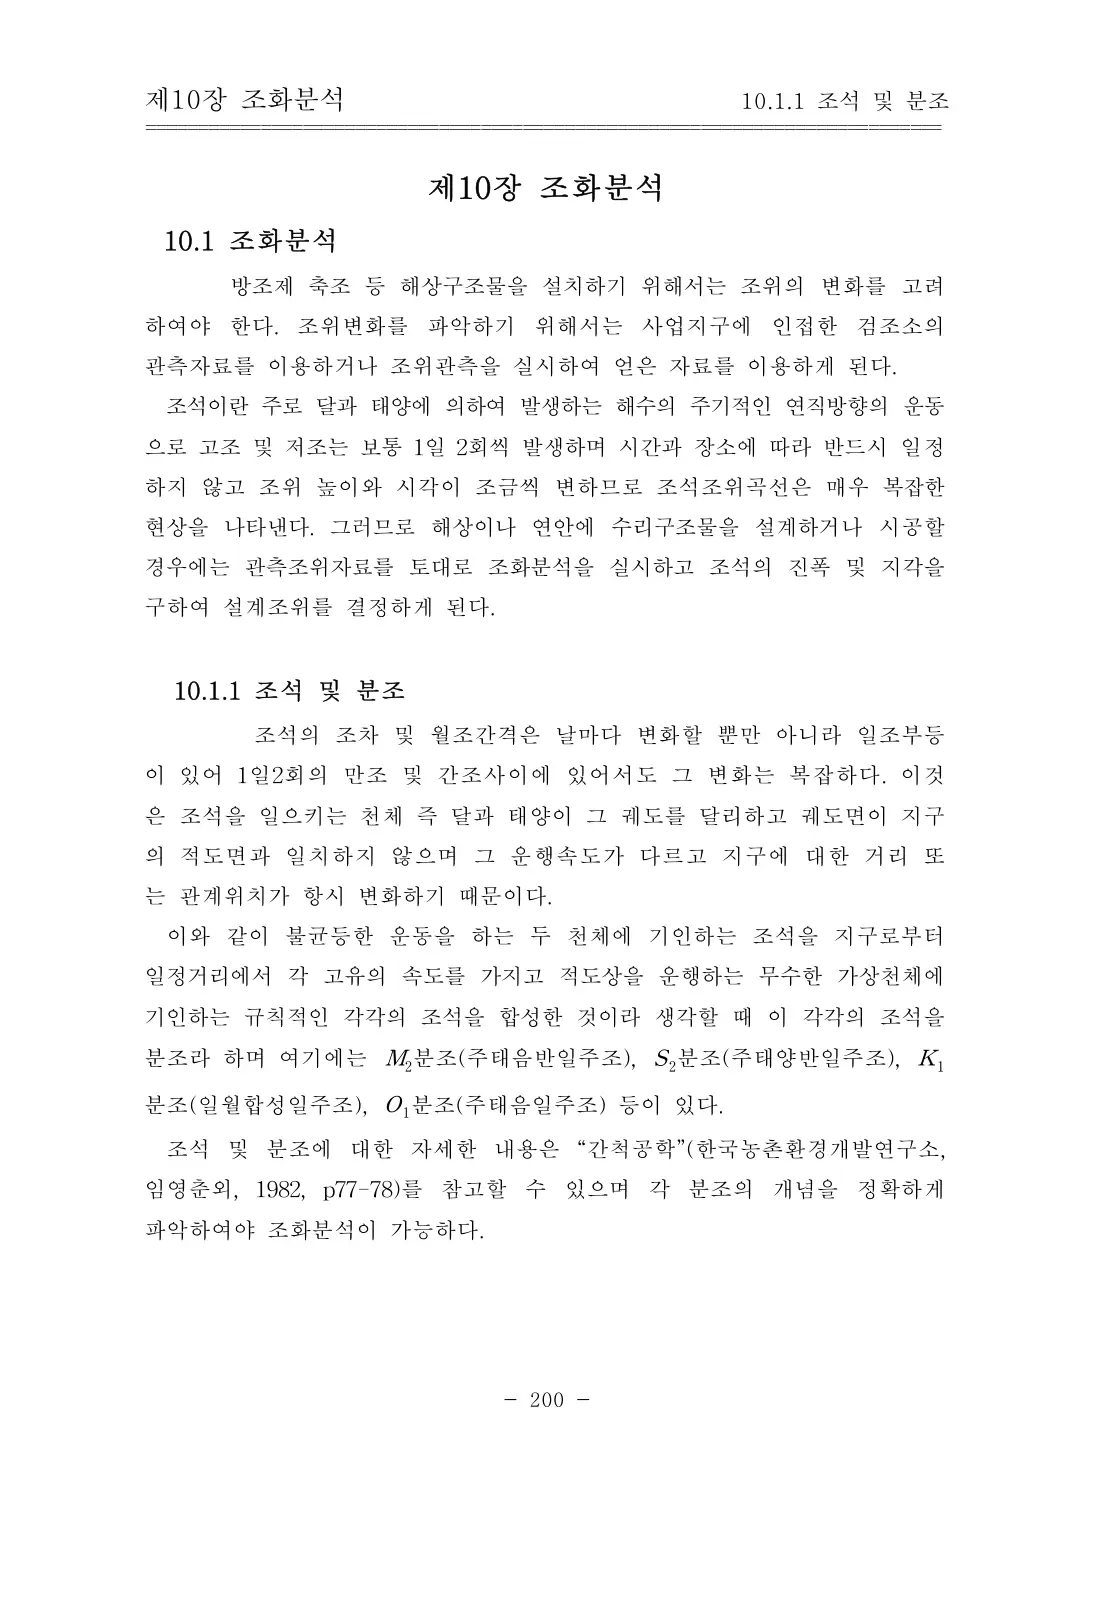 제10장 조화분석 10.1.1 조석 및 분조
제10장 조화분석
10.1 조화분석
방조제 축조 등 해상구조물을 설치하기 위해서는 조위의 변화를 고려
하여야 한다. 조위변화를 파악하기 위해서는 사업지구에 인접한 검조소의
관측자료를 이용하거나 조위관측을 실시하여 얻은 자료를 이용하게 된다.
조석이란 주로 달과 태양에 의하여 발생하는 해수의 주기적인 연직방향의 운동
으로 고조 및 저조는 보통 1일 2회씩 발생하며 시간과 장소에 따라 반드시 일정
하지 않고 조위 높이와 시각이 조금씩 변하므로 조석조위곡선은 매우 복잡한
현상을 나타낸다. 그러므로 해상이나 연안에 수리구조물을 설계하거나 시공할
경우에는 관측조위자료를 토대로 조화분석을 실시하고 조석의 진폭 및 지각을
구하여 설계조위를 결정하게 된다.
10.1.1 조석 및 분조
조석의 조차 및 월조간격은 날마다 변화할 뿐만 아니라 일조부등
이 있어 1일2회의 만조 및 간조사이에 있어서도 그 변화는 복잡하다. 이것
은 조석을 일으키는 천체 즉 달과 태양이 그 궤도를 달리하고 궤도면이 지구
의 적도면과 일치하지 않으며 그 운행속도가 다르고 지구에 대한 거리 또
는 관계위치가 항시 변화하기 때문이다.
이와 같이 불균등한 운동을 하는 두 천체에 기인하는 조석을 지구로부터
일정거리에서 각 고유의 속도를 가지고 적도상을 운행하는 무수한 가상천체에
기인하는 규칙적인 각각의 조석을 합성한 것이라 생각할 때 이 각각의 조석을
분조라 하며 여기에는 M₂분조(주태음반일주조), S₂분조(주태양반일주조), K₁
분조(일월합성일주조), O₁분조(주태음일주조) 등이 있다.
조석 및 분조에 대한 자세한 내용은 “간척공학”(한국농촌환경개발연구소,
임영춘외, 1982, p77-78)를 참고할 수 있으며 각 분조의 개념을 정확하게
파악하여야 조화분석이 가능하다.
- 200 -